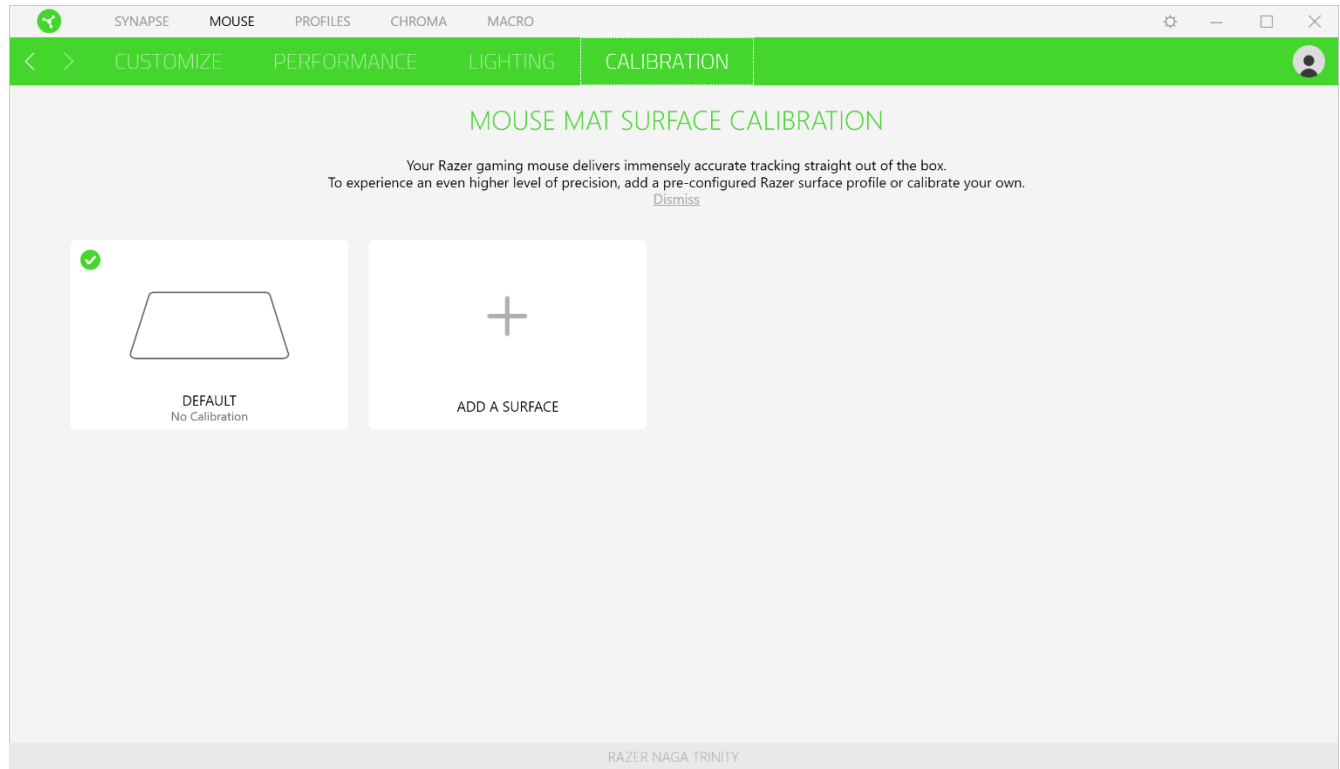 SYNAPSE MOUSE PROFILES CHROMA MACRO
CUSTOMIZE PERFORMANCE LIGHTING CALIBRATION
MOUSE MAT SURFACE CALIBRATION
Your Razer gaming mouse delivers immensely accurate tracking straight out of the box.
To experience an even higher level of precision, add a pre-configured Razer surface profile or calibrate your own.
Dismiss
DEFAULT
No Calibration
ADD A SURFACE
RAZER NAGA TRINITY